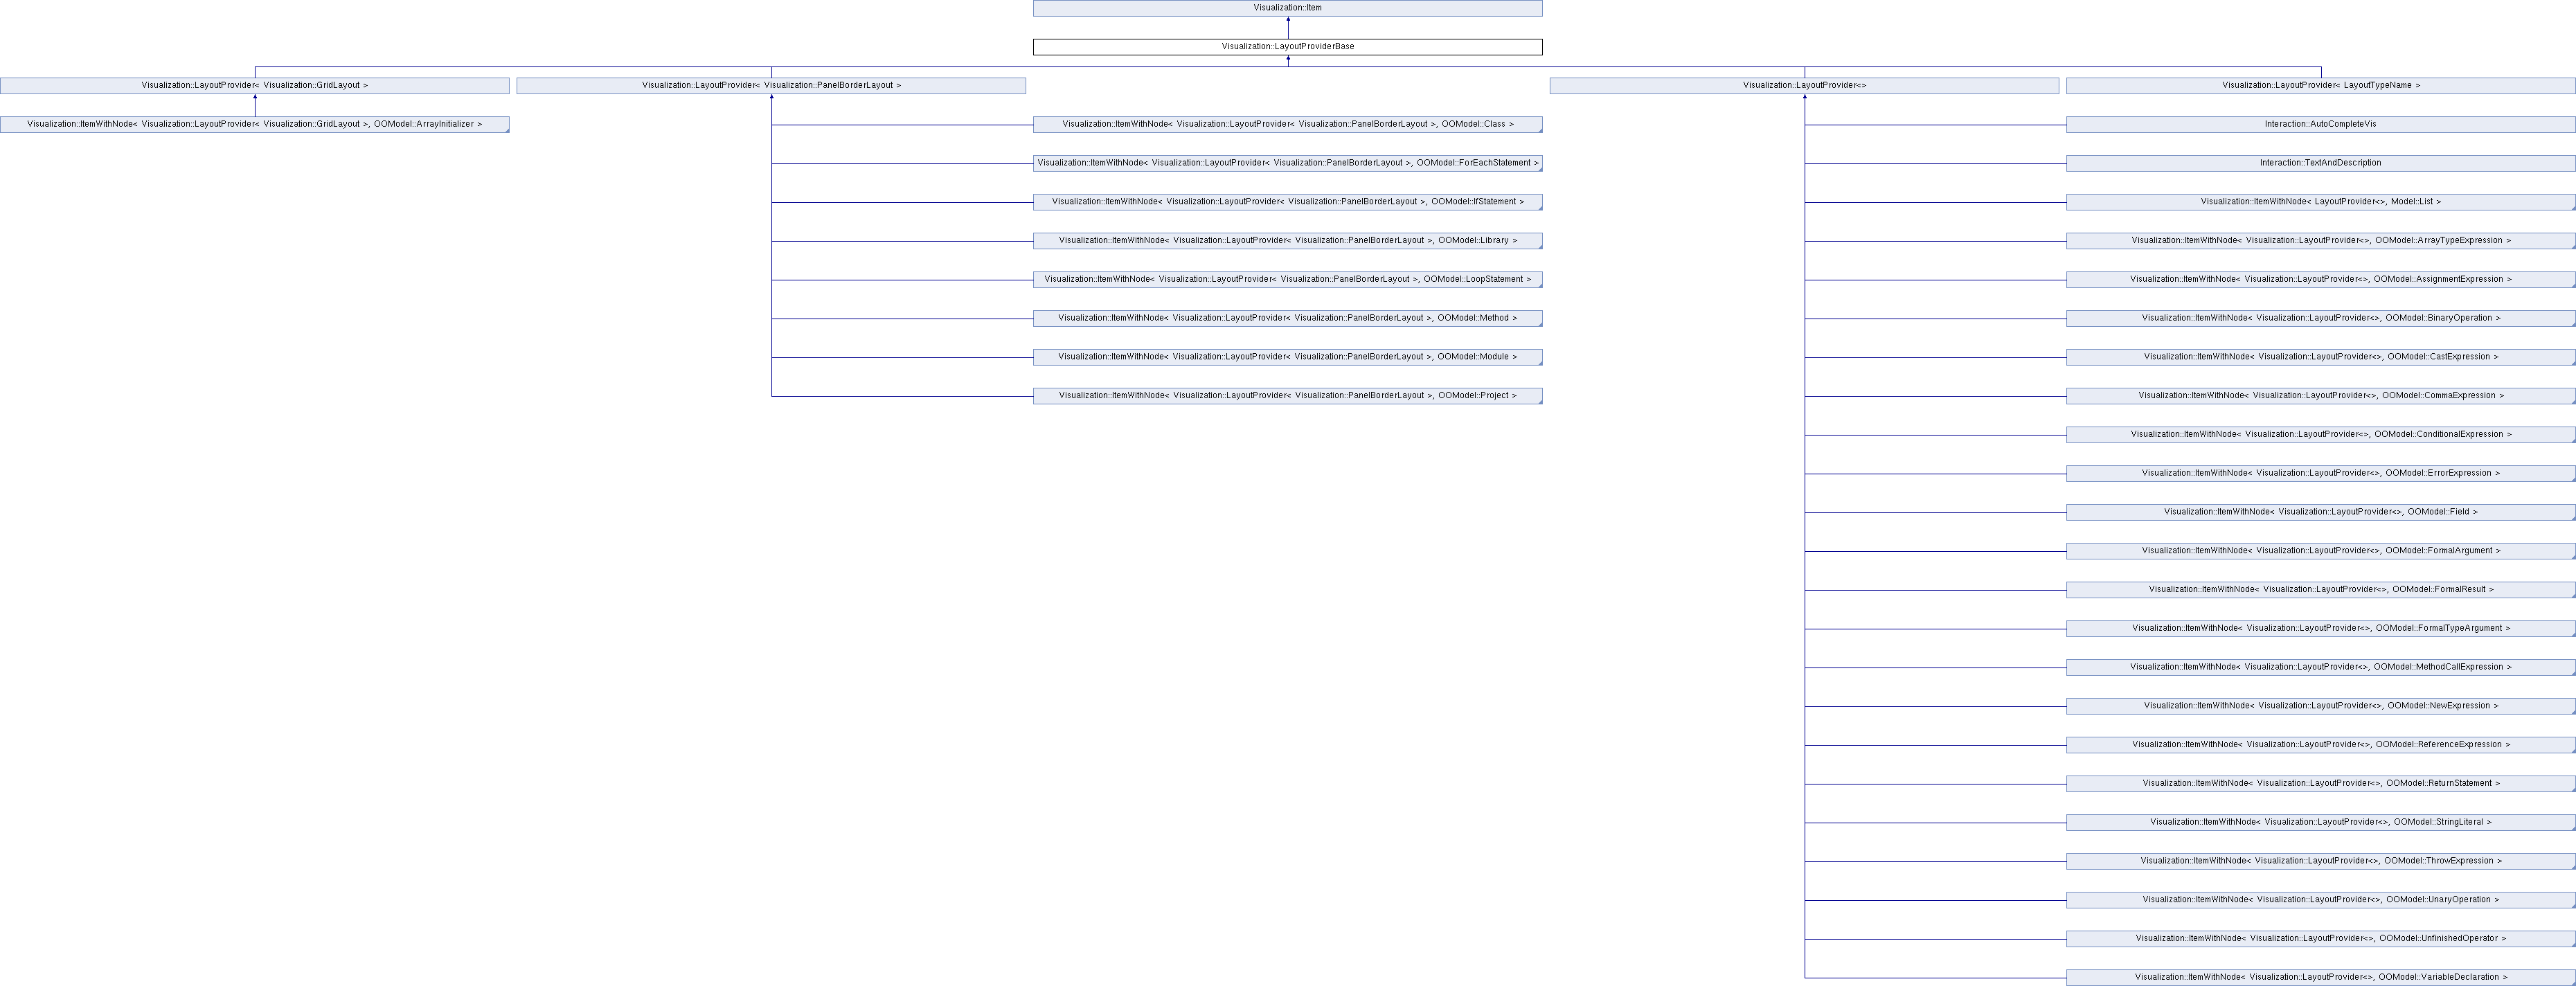 Visualization::Item
Visualization::LayoutProviderBase
Visualization::LayoutProvider< Visualization::GridLayout >
Visualization::LayoutProvider< Visualization::PanelBorderLayout >
Visualization::LayoutProvider<>
Visualization::LayoutProvider< LayoutTypeName >
Visualization::ItemWithNode< Visualization::LayoutProvider< Visualization::GridLayout >, OOModel::ArrayInitializer >
Visualization::ItemWithNode< Visualization::LayoutProvider< Visualization::PanelBorderLayout >, OOModel::Class >
Interaction::AutoCompleteVis
Visualization::ItemWithNode< Visualization::LayoutProvider< Visualization::PanelBorderLayout >, OOModel::ForEachStatement >
Interaction::TextAndDescription
Visualization::ItemWithNode< Visualization::LayoutProvider< Visualization::PanelBorderLayout >, OOModel::IfStatement >
Visualization::ItemWithNode< LayoutProvider<>, Model::List >
Visualization::ItemWithNode< Visualization::LayoutProvider< Visualization::PanelBorderLayout >, OOModel::Library >
Visualization::ItemWithNode< Visualization::LayoutProvider<>, OOModel::ArrayTypeExpression >
Visualization::ItemWithNode< Visualization::LayoutProvider< Visualization::PanelBorderLayout >, OOModel::LoopStatement >
Visualization::ItemWithNode< Visualization::LayoutProvider<>, OOModel::AssignmentExpression >
Visualization::ItemWithNode< Visualization::LayoutProvider< Visualization::PanelBorderLayout >, OOModel::Method >
Visualization::ItemWithNode< Visualization::LayoutProvider<>, OOModel::BinaryOperation >
Visualization::ItemWithNode< Visualization::LayoutProvider< Visualization::PanelBorderLayout >, OOModel::Module >
Visualization::ItemWithNode< Visualization::LayoutProvider<>, OOModel::CastExpression >
Visualization::ItemWithNode< Visualization::LayoutProvider< Visualization::PanelBorderLayout >, OOModel::Project >
Visualization::ItemWithNode< Visualization::LayoutProvider<>, OOModel::CommaExpression >
Visualization::ItemWithNode< Visualization::LayoutProvider<>, OOModel::ConditionalExpression >
Visualization::ItemWithNode< Visualization::LayoutProvider<>, OOModel::ErrorExpression >
Visualization::ItemWithNode< Visualization::LayoutProvider<>, OOModel::Field >
Visualization::ItemWithNode< Visualization::LayoutProvider<>, OOModel::FormalArgument >
Visualization::ItemWithNode< Visualization::LayoutProvider<>, OOModel::FormalResult >
Visualization::ItemWithNode< Visualization::LayoutProvider<>, OOModel::FormalTypeArgument >
Visualization::ItemWithNode< Visualization::LayoutProvider<>, OOModel::MethodCallExpression >
Visualization::ItemWithNode< Visualization::LayoutProvider<>, OOModel::NewExpression >
Visualization::ItemWithNode< Visualization::LayoutProvider<>, OOModel::ReferenceExpression >
Visualization::ItemWithNode< Visualization::LayoutProvider<>, OOModel::ReturnStatement >
Visualization::ItemWithNode< Visualization::LayoutProvider<>, OOModel::StringLiteral >
Visualization::ItemWithNode< Visualization::LayoutProvider<>, OOModel::ThrowExpression >
Visualization::ItemWithNode< Visualization::LayoutProvider<>, OOModel::UnaryOperation >
Visualization::ItemWithNode< Visualization::LayoutProvider<>, OOModel::UnfinishedOperator >
Visualization::ItemWithNode< Visualization::LayoutProvider<>, OOModel::VariableDeclaration >